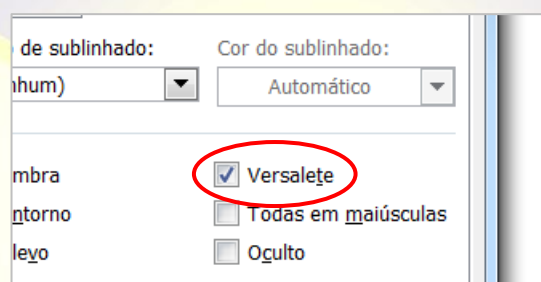 de sublinhado: Cor do sublinhado:
nhum) Automático
mbra Versalete
ntorno Todas em maiúsculas
levo Oculto